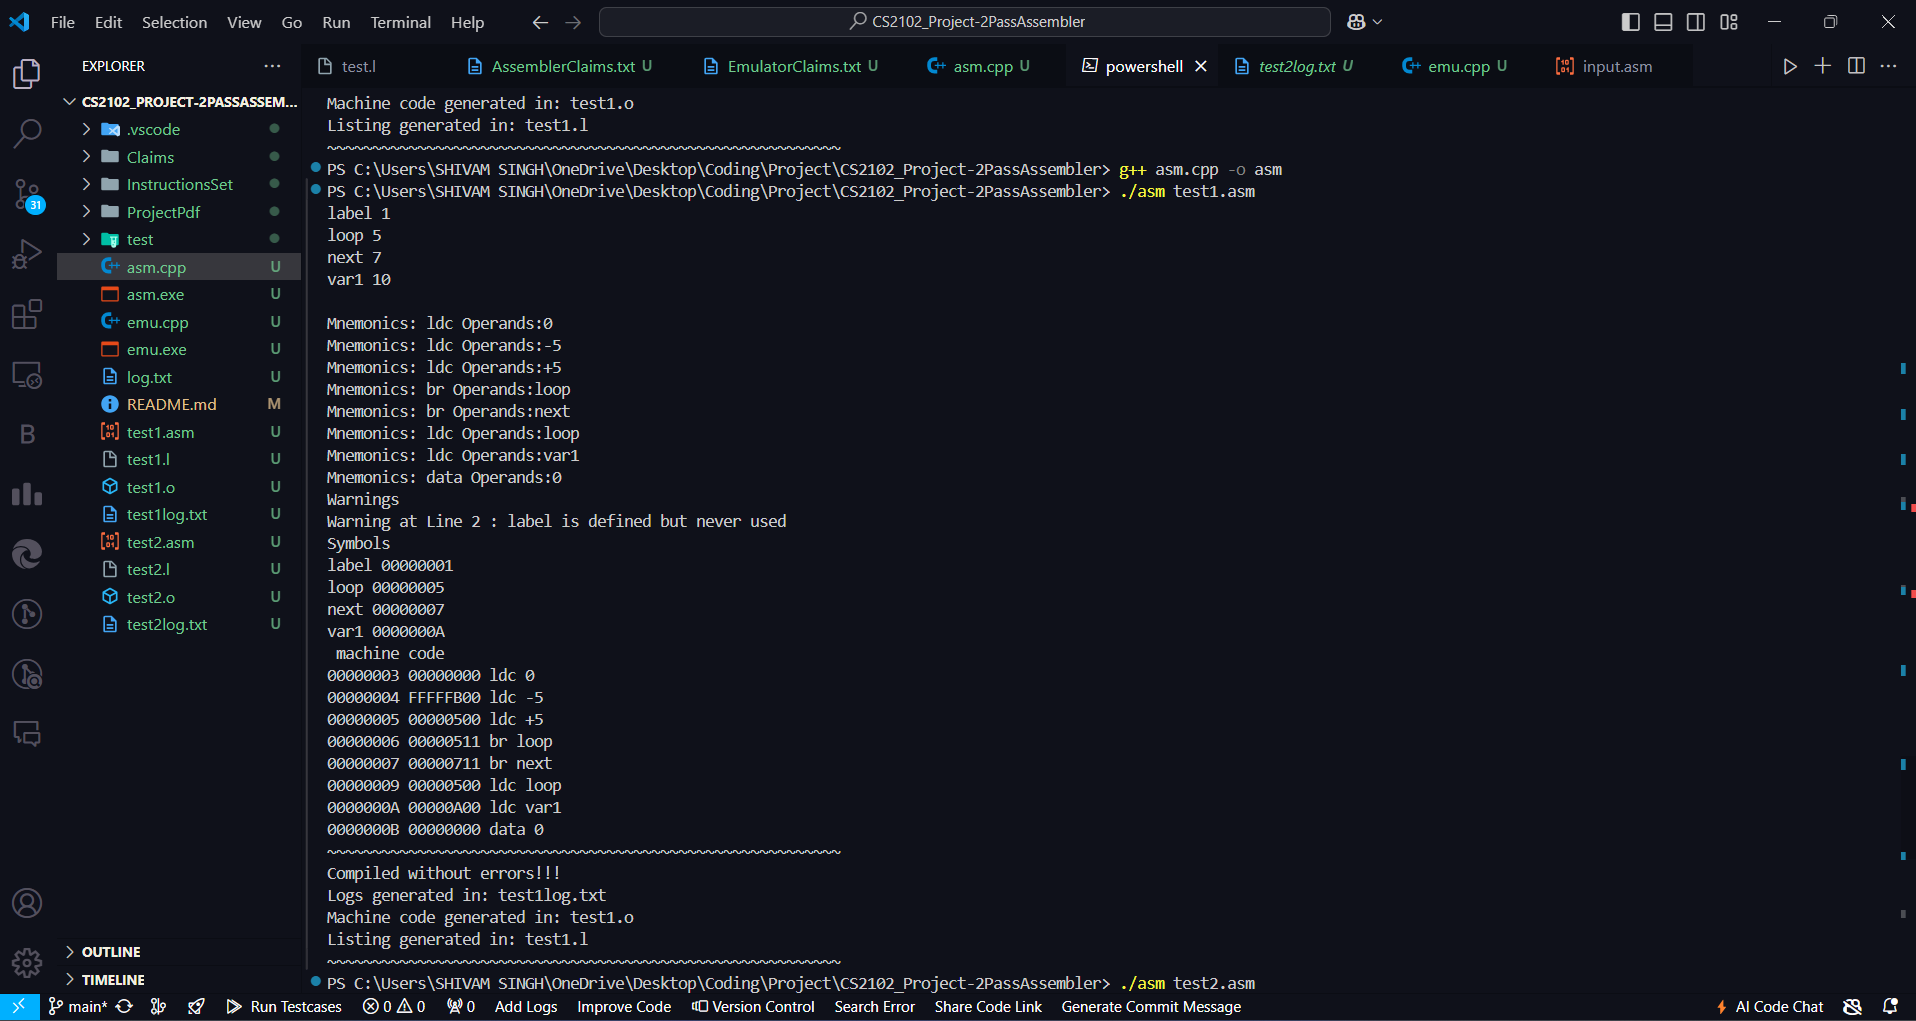 File Edit Selection View Go Run Terminal Help
CS2102_Project-2PassAssembler
EXPLORER
test.l
AssemblerClaims.txt U
EmulatorClaims.txt U
asm.cpp U
powershell
test2log.txt U
emu.cpp U
input.asm
CS2102_PROJECT-2PASSASSEM...
.vscode
Claims
InstructionsSet
ProjectPdf
test
asm.cpp U
asm.exe U
emu.cpp U
emu.exe U
log.txt U
README.md M
test1.asm U
test1.l U
test1.o U
test1log.txt U
test2.asm U
test2.l U
test2.o U
test2log.txt U
OUTLINE
TIMELINE
31
B
Machine code generated in: test1.o
Listing generated in: test1.l
~~~~~~~~~~~~~~~~~~~~~~~~~~~~~~~~~~~~~~~~~~~~~~~~~~~~~~~~~
PS C:\Users\SHIVAM SINGH\OneDrive\Desktop\Coding\Project\CS2102_Project-2PassAssembler> g++ asm.cpp -o asm
PS C:\Users\SHIVAM SINGH\OneDrive\Desktop\Coding\Project\CS2102_Project-2PassAssembler> ./asm test1.asm
label 1
loop 5
next 7
var1 10
Mnemonics: ldc Operands:0
Mnemonics: ldc Operands:-5
Mnemonics: ldc Operands:+5
Mnemonics: br Operands:loop
Mnemonics: br Operands:next
Mnemonics: ldc Operands:loop
Mnemonics: ldc Operands:var1
Mnemonics: data Operands:0
Warnings
Warning at Line 2 : label is defined but never used
Symbols
label 00000001
loop 00000005
next 00000007
var1 0000000A
machine code
00000003 00000000 ldc 0
00000004 FFFFFB00 ldc -5
00000005 00000500 ldc +5
00000006 00000511 br loop
00000007 00000711 br next
00000009 00000500 ldc loop
0000000A 00000A00 ldc var1
0000000B 00000000 data 0
~~~~~~~~~~~~~~~~~~~~~~~~~~~~~~~~~~~~~~~~~~~~~~~~~~~~~~~~~
Compiled without errors!!!
Logs generated in: test1log.txt
Machine code generated in: test1.o
Listing generated in: test1.l
~~~~~~~~~~~~~~~~~~~~~~~~~~~~~~~~~~~~~~~~~~~~~~~~~~~~~~~~~
PS C:\Users\SHIVAM SINGH\OneDrive\Desktop\Coding\Project\CS2102_Project-2PassAssembler> ./asm test2.asm
main* Run Testcases 0 0 0 Add Logs Improve Code Version Control Search Error Share Code Link Generate Commit Message AI Code Chat